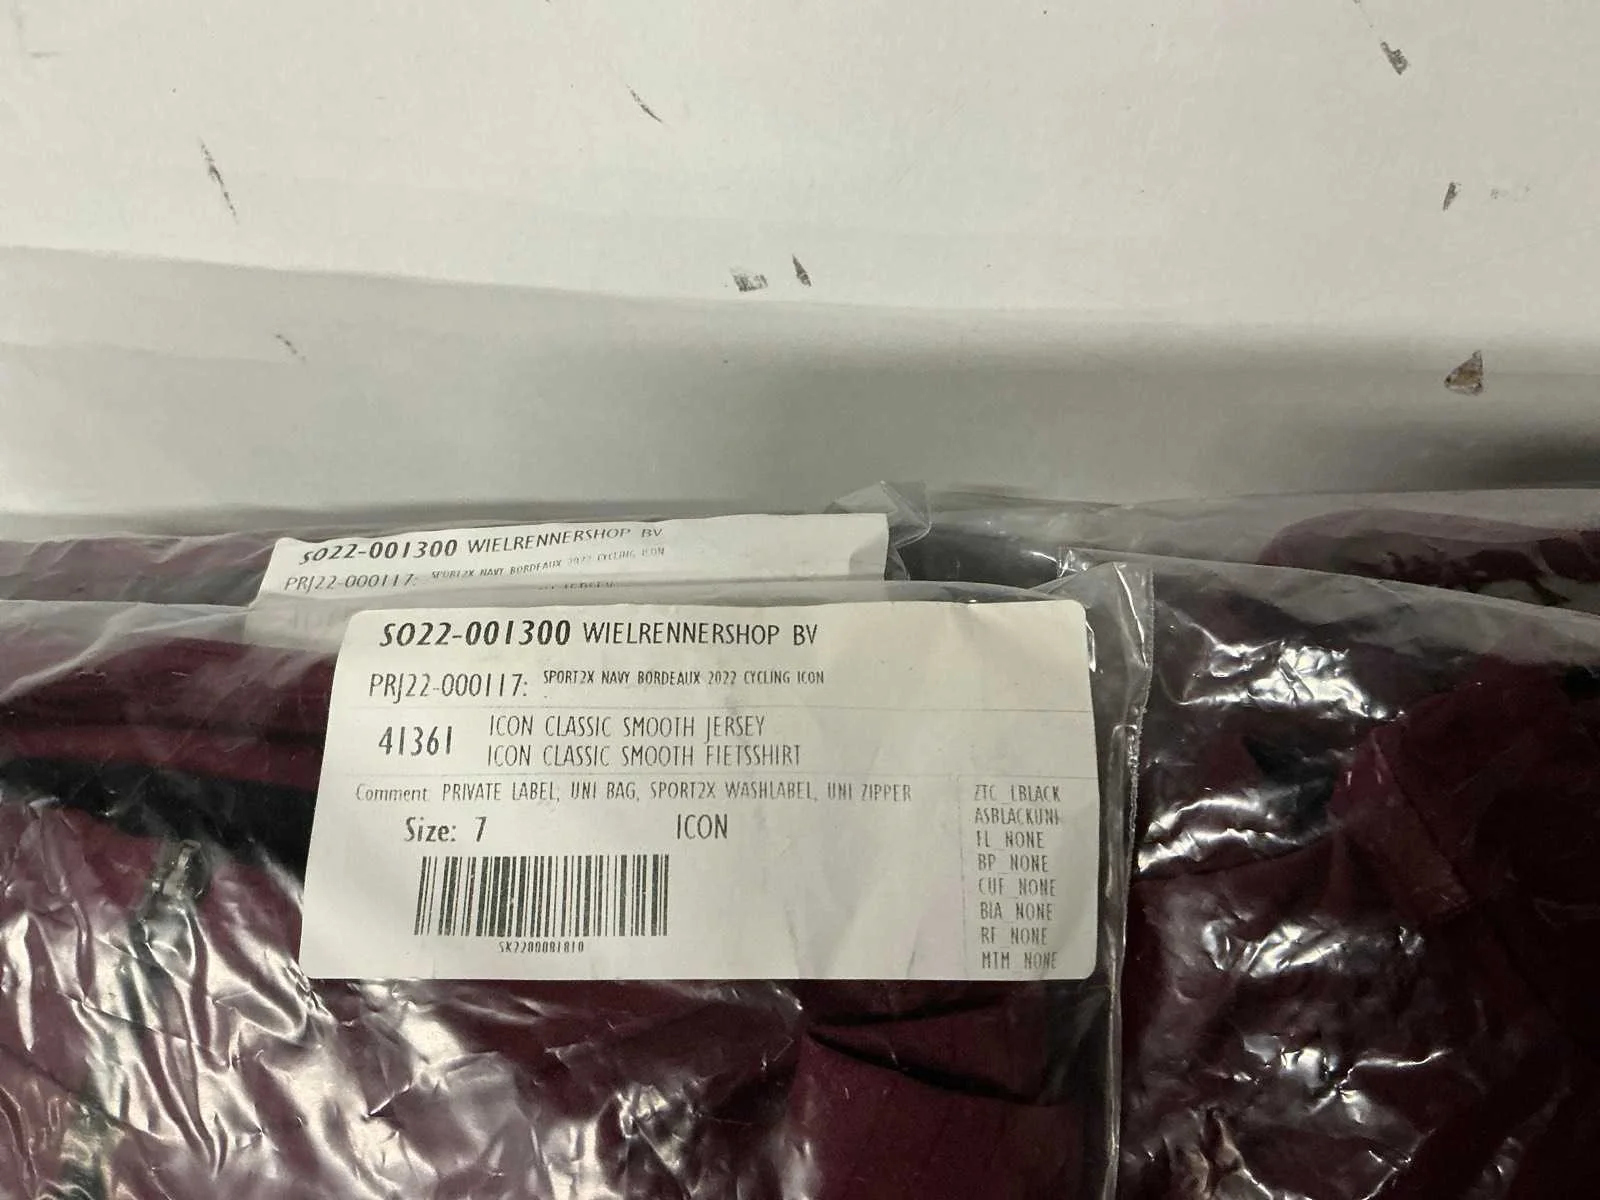 SO22-001300 WIELRENNERSHOP BV
PRJ22-000117: SPORT2X NAVY BORDEAUX 2022 CYCLING ICON
SO22-001300 WIELRENNERSHOP BV
PRJ22-000117: SPORT2X NAVY BORDEAUX 2022 CYCLING ICON
41361 ICON CLASSIC SMOOTH JERSEY
ICON CLASSIC SMOOTH FIETSSHIRT
Comment: PRIVATE LABEL, UNI BAG, SPORT2X WASHLABEL, UNI ZIPPER
Size: 7 ICON
SK2200081810
ZTC_LBLACK
ASBLACKUNI
FL_NONE
BP_NONE
CUF_NONE
BIA_NONE
RF_NONE
MTM_NONE